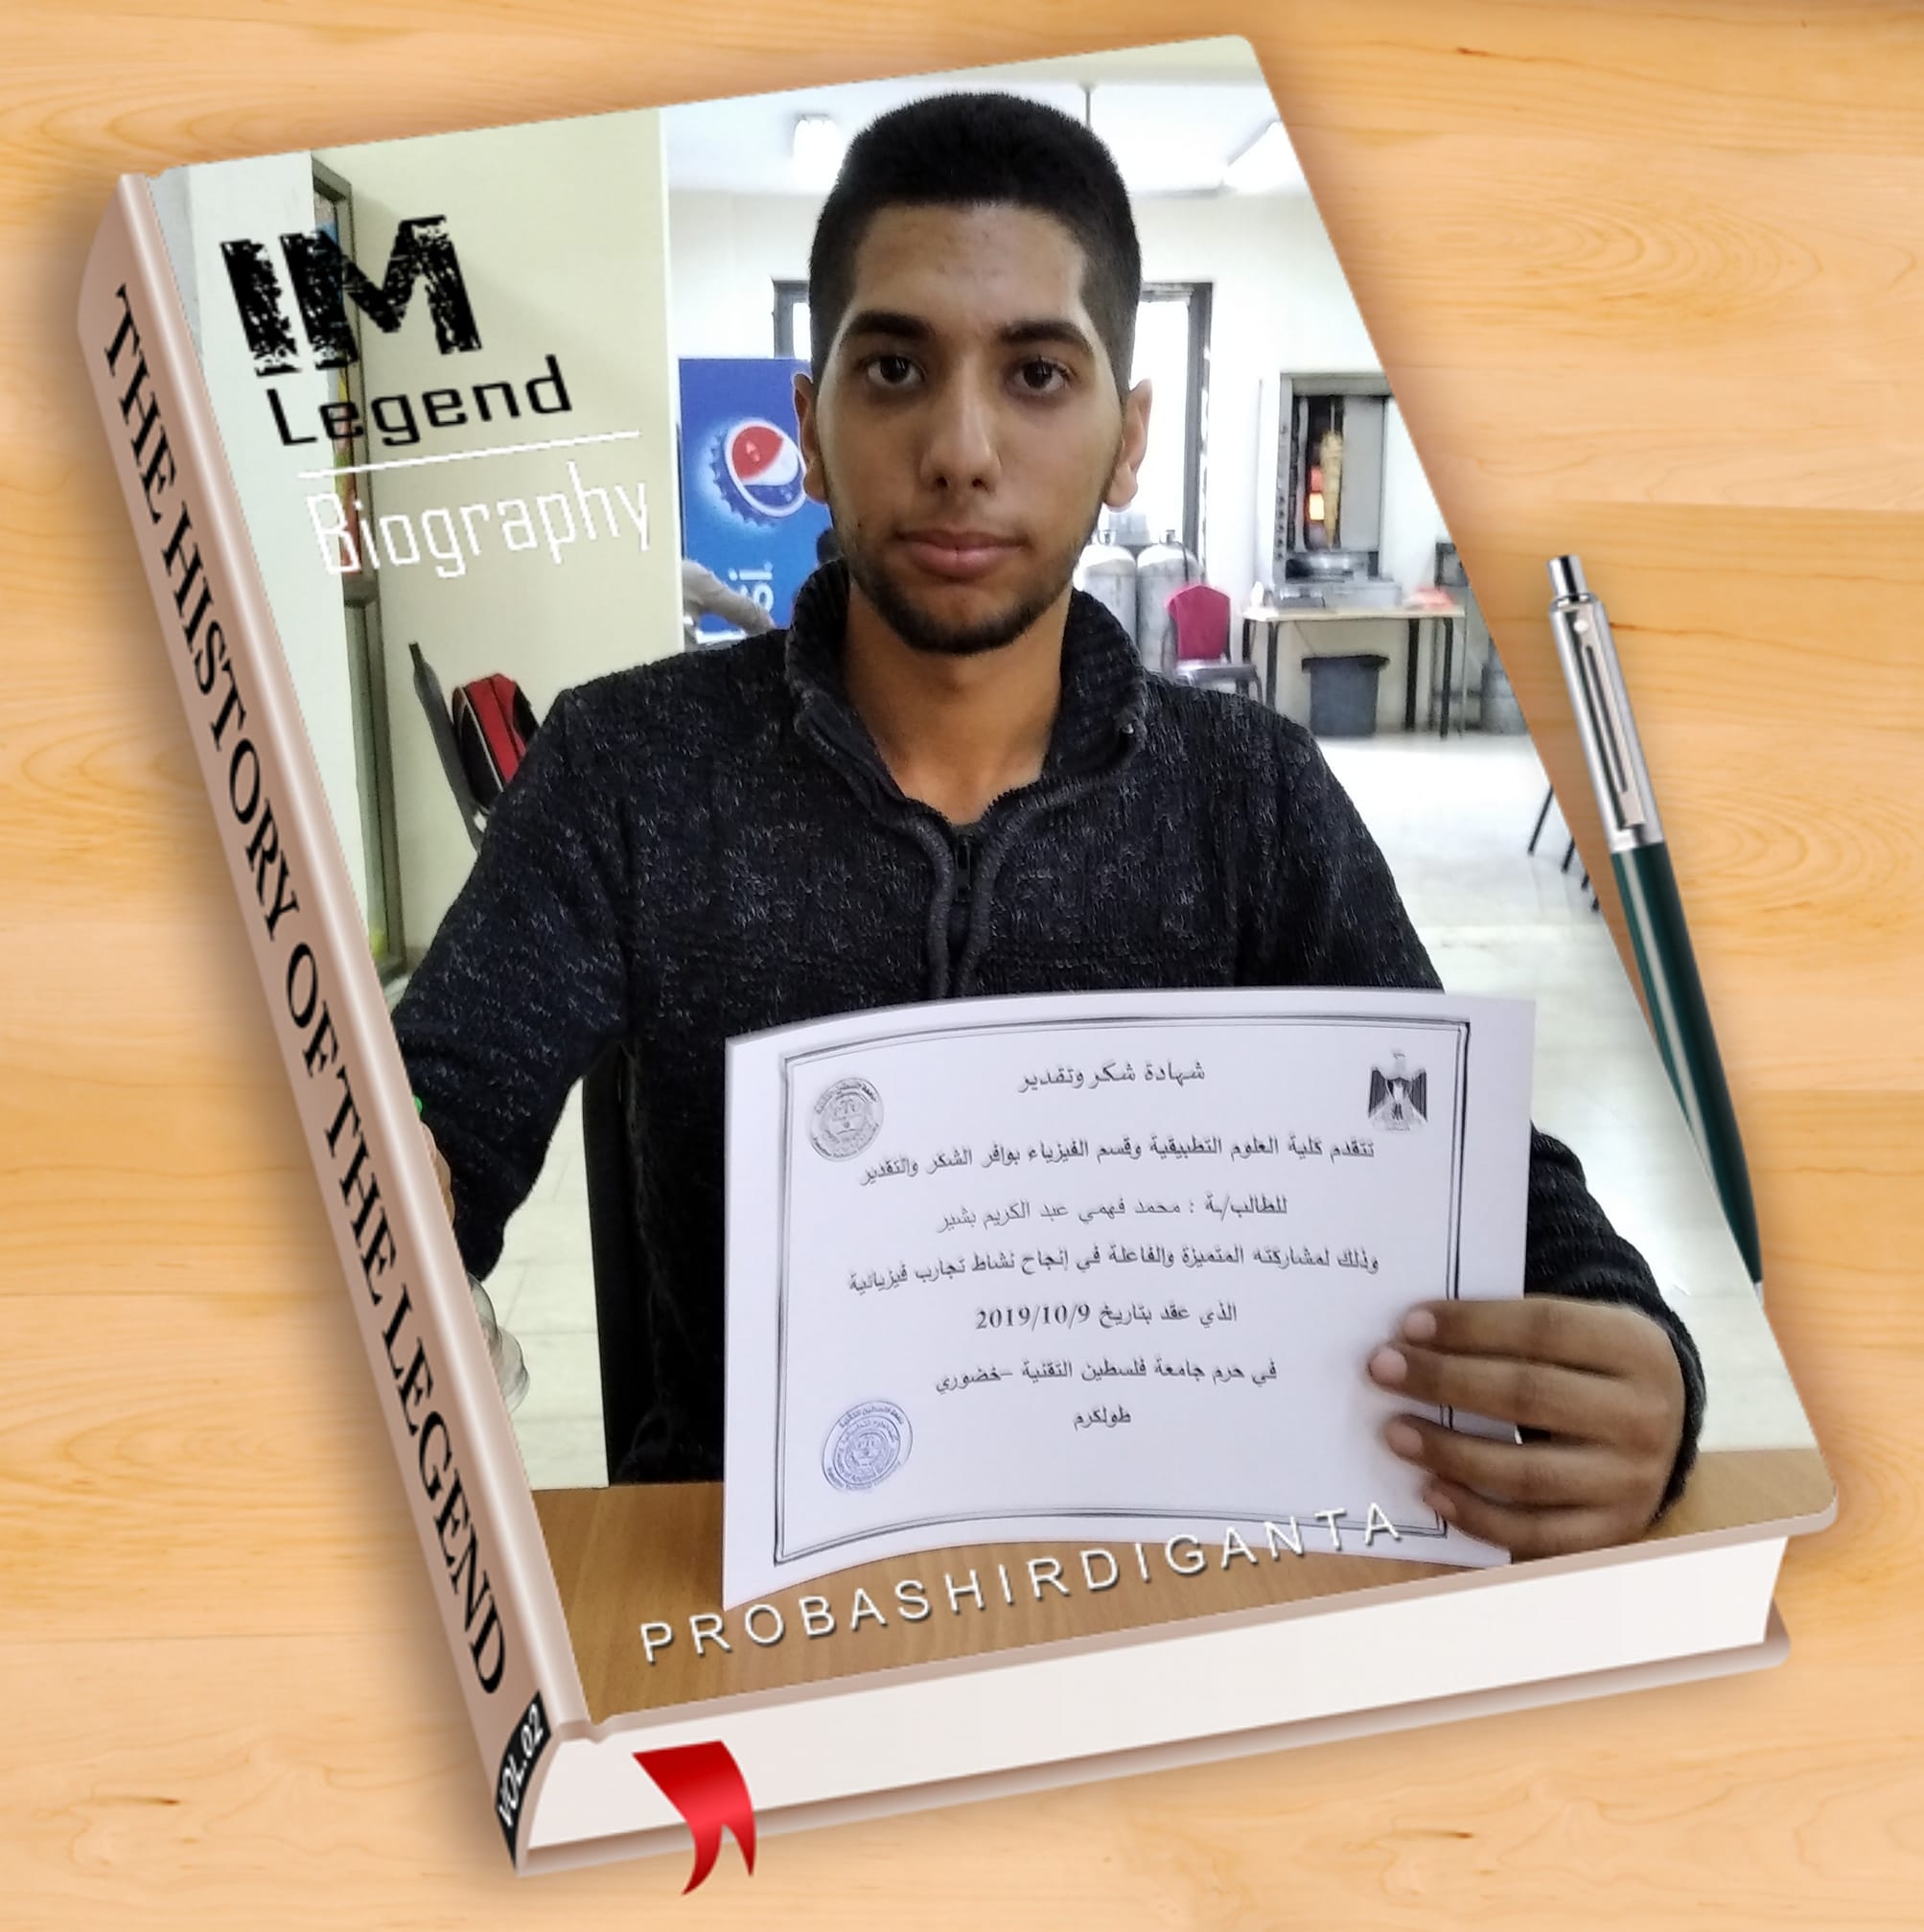 IM
Legend
Biography
THE HISTORY OF THE LEGEND
VOL.02
si.
شهادة شكر وتقدير
تتقدم كلية العلوم التطبيقية وقسم الفيزياء بوافر الشكر والتقدير
للطالب/ـة : محمد فهمي عبد الكريم بشير
وذلك لمشاركته المتميزة والفاعلة في إنجاح نشاط تجارب فيزيائية
الذي عقد بتاريخ 2019/10/9
في حرم جامعة فلسطين التقنية -خضوري
طولكرم
PROBASHIRDIGANTA